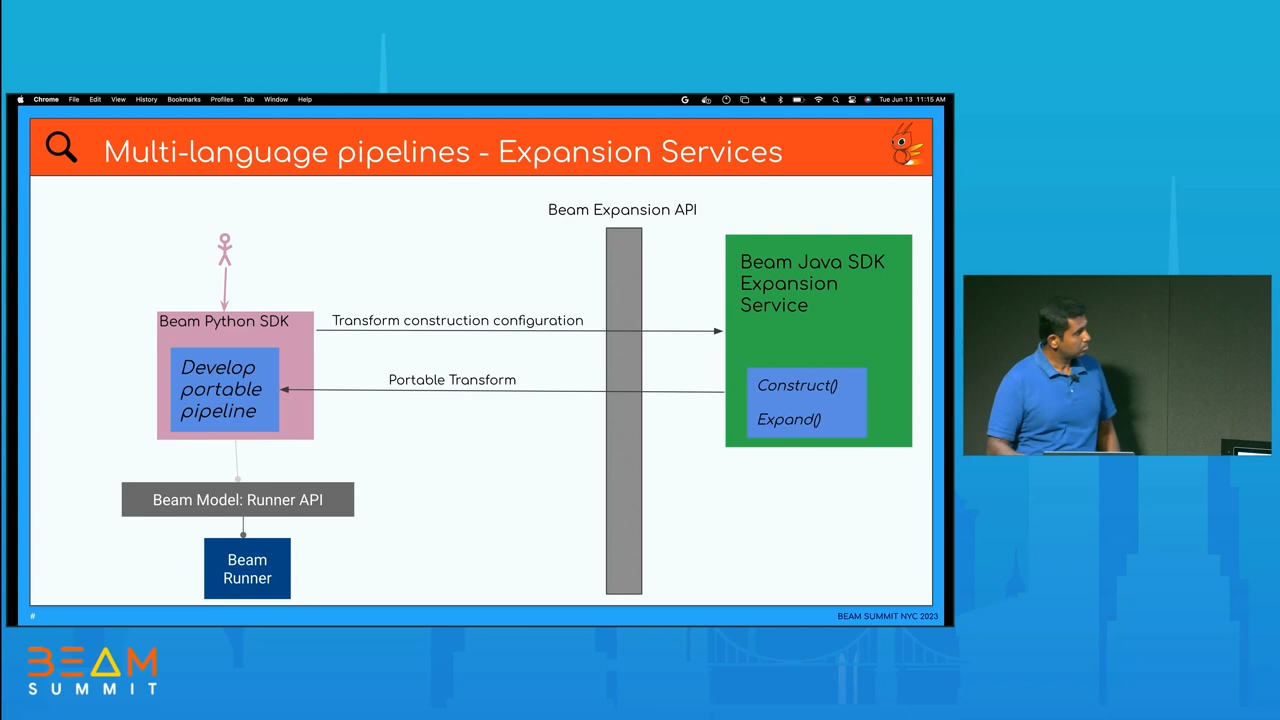 Chrome File Edit View History Bookmarks Profiles Tab Window Help
Tue Jun 13 11:15 AM
Multi-language pipelines - Expansion Services
Beam Expansion API
Beam Java SDK
Expansion
Service
Beam Python SDK
Transform construction configuration
Develop
portable
pipeline
Portable Transform
Construct()
Expand()
Beam Model: Runner API
Beam
Runner
#
BEAM SUMMIT NYC 2023
BEAM
SUMMIT